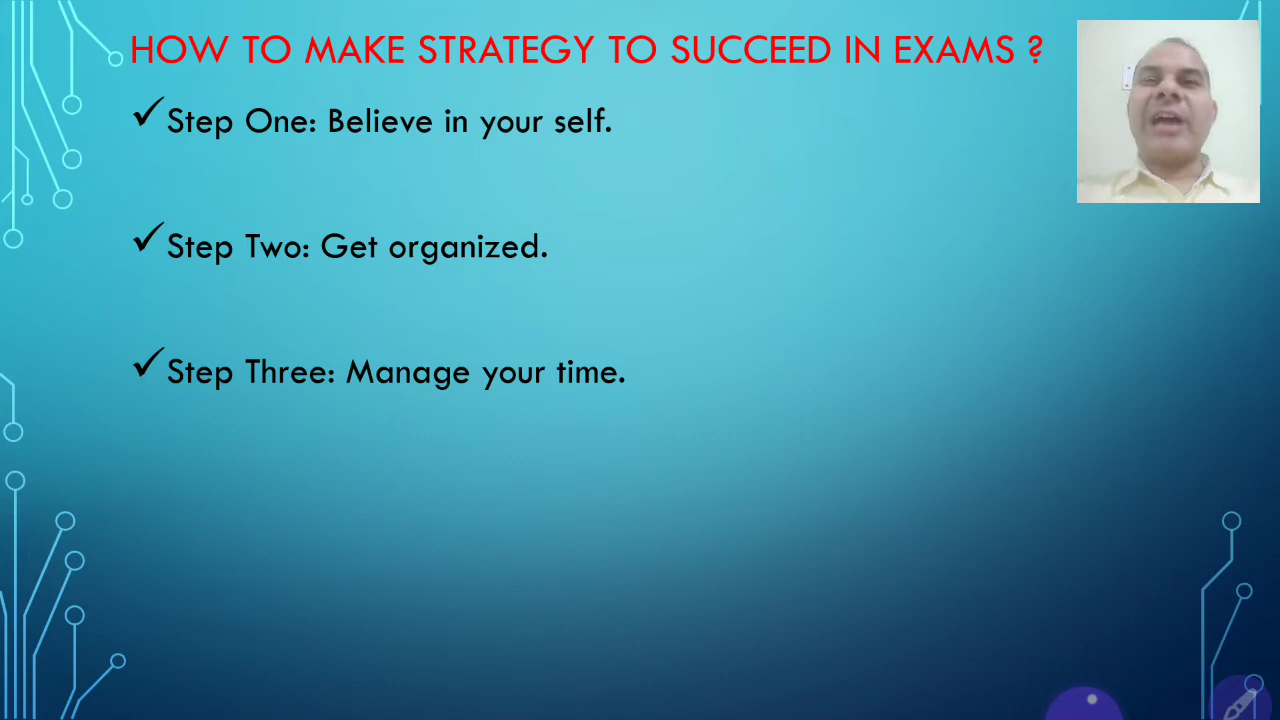 HOW TO MAKE STRATEGY TO SUCCEED IN EXAMS ?
✓Step One: Believe in your self.
✓Step Two: Get organized.
✓Step Three: Manage your time.